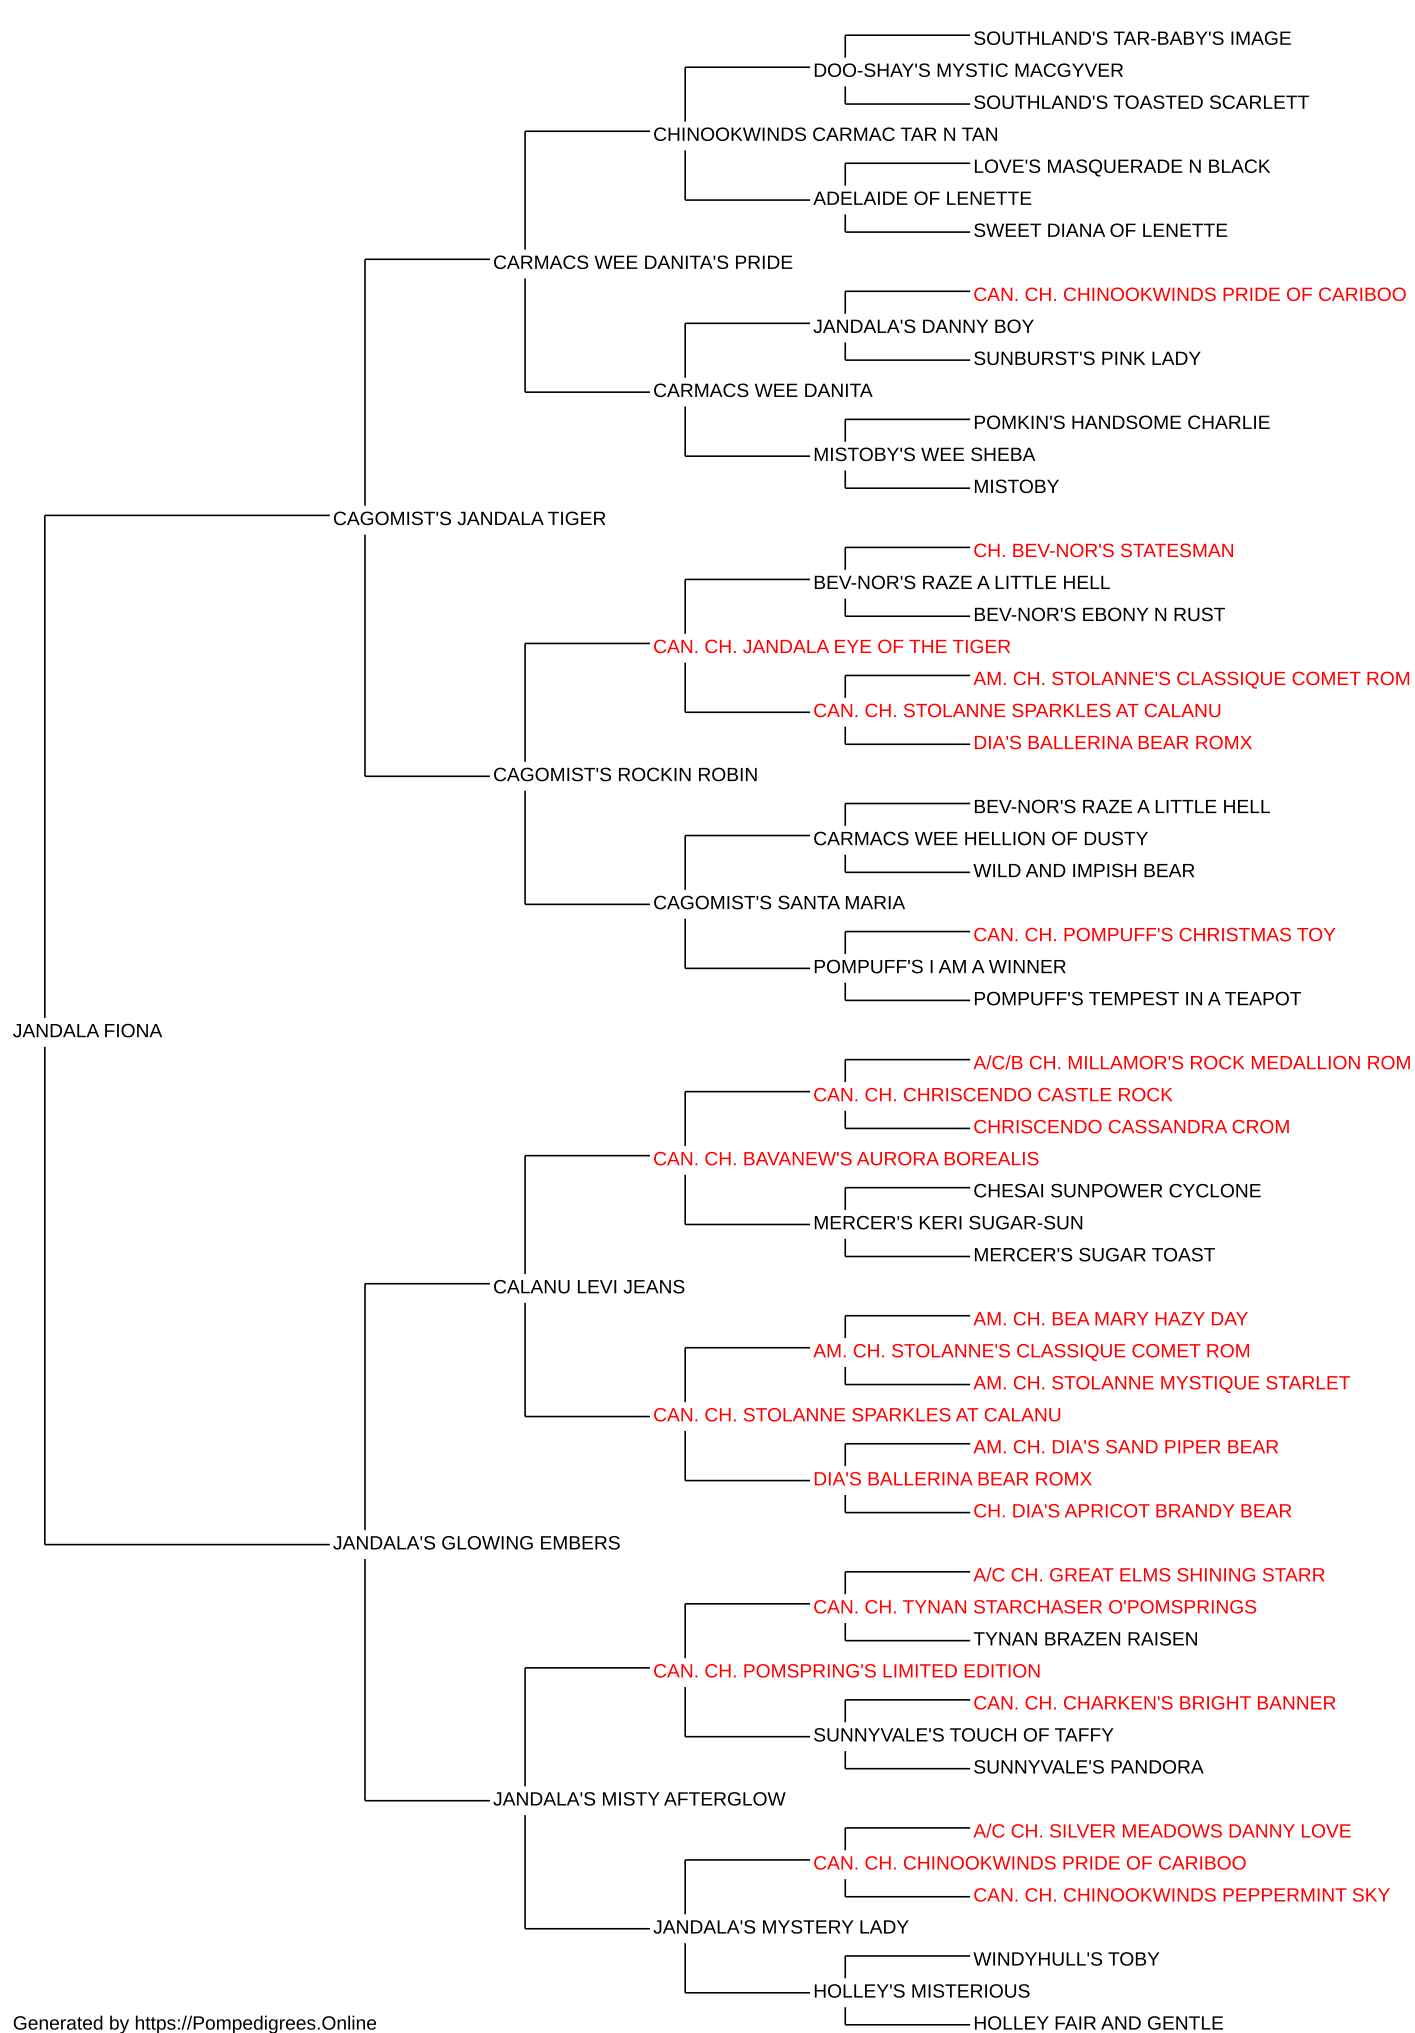 SOUTHLAND'S TAR-BABY'S IMAGE
DOO-SHAY'S MYSTIC MACGYVER
SOUTHLAND'S TOASTED SCARLETT
CHINOOKWINDS CARMAC TAR N TAN
LOVE'S MASQUERADE N BLACK
ADELAIDE OF LENETTE
SWEET DIANA OF LENETTE
CARMACS WEE DANITA'S PRIDE
CAN. CH. CHINOOKWINDS PRIDE OF CARIBOO
JANDALA'S DANNY BOY
SUNBURST'S PINK LADY
CARMACS WEE DANITA
POMKIN'S HANDSOME CHARLIE
MISTOBY'S WEE SHEBA
MISTOBY
CAGOMIST'S JANDALA TIGER
CH. BEV-NOR'S STATESMAN
BEV-NOR'S RAZE A LITTLE HELL
BEV-NOR'S EBONY N RUST
CAN. CH. JANDALA EYE OF THE TIGER
AM. CH. STOLANNE'S CLASSIQUE COMET ROM
CAN. CH. STOLANNE SPARKLES AT CALANU
DIA'S BALLERINA BEAR ROMX
CAGOMIST'S ROCKIN ROBIN
BEV-NOR'S RAZE A LITTLE HELL
CARMACS WEE HELLION OF DUSTY
WILD AND IMPISH BEAR
CAGOMIST'S SANTA MARIA
CAN. CH. POMPUFF'S CHRISTMAS TOY
POMPUFF'S I AM A WINNER
POMPUFF'S TEMPEST IN A TEAPOT
JANDALA FIONA
A/C/B CH. MILLAMOR'S ROCK MEDALLION ROM
CAN. CH. CHRISCENDO CASTLE ROCK
CHRISCENDO CASSANDRA CROM
CAN. CH. BAVANEW'S AURORA BOREALIS
CHESAI SUNPOWER CYCLONE
MERCER'S KERI SUGAR-SUN
MERCER'S SUGAR TOAST
CALANU LEVI JEANS
AM. CH. BEA MARY HAZY DAY
AM. CH. STOLANNE'S CLASSIQUE COMET ROM
AM. CH. STOLANNE MYSTIQUE STARLET
CAN. CH. STOLANNE SPARKLES AT CALANU
AM. CH. DIA'S SAND PIPER BEAR
DIA'S BALLERINA BEAR ROMX
CH. DIA'S APRICOT BRANDY BEAR
JANDALA'S GLOWING EMBERS
A/C CH. GREAT ELMS SHINING STARR
CAN. CH. TYNAN STARCHASER O'POMSPRINGS
TYNAN BRAZEN RAISEN
CAN. CH. POMSPRING'S LIMITED EDITION
CAN. CH. CHARKEN'S BRIGHT BANNER
SUNNYVALE'S TOUCH OF TAFFY
SUNNYVALE'S PANDORA
JANDALA'S MISTY AFTERGLOW
A/C CH. SILVER MEADOWS DANNY LOVE
CAN. CH. CHINOOKWINDS PRIDE OF CARIBOO
CAN. CH. CHINOOKWINDS PEPPERMINT SKY
JANDALA'S MYSTERY LADY
WINDYHULL'S TOBY
HOLLEY'S MISTERIOUS
HOLLEY FAIR AND GENTLE
Generated by https://Pompedigrees.Online